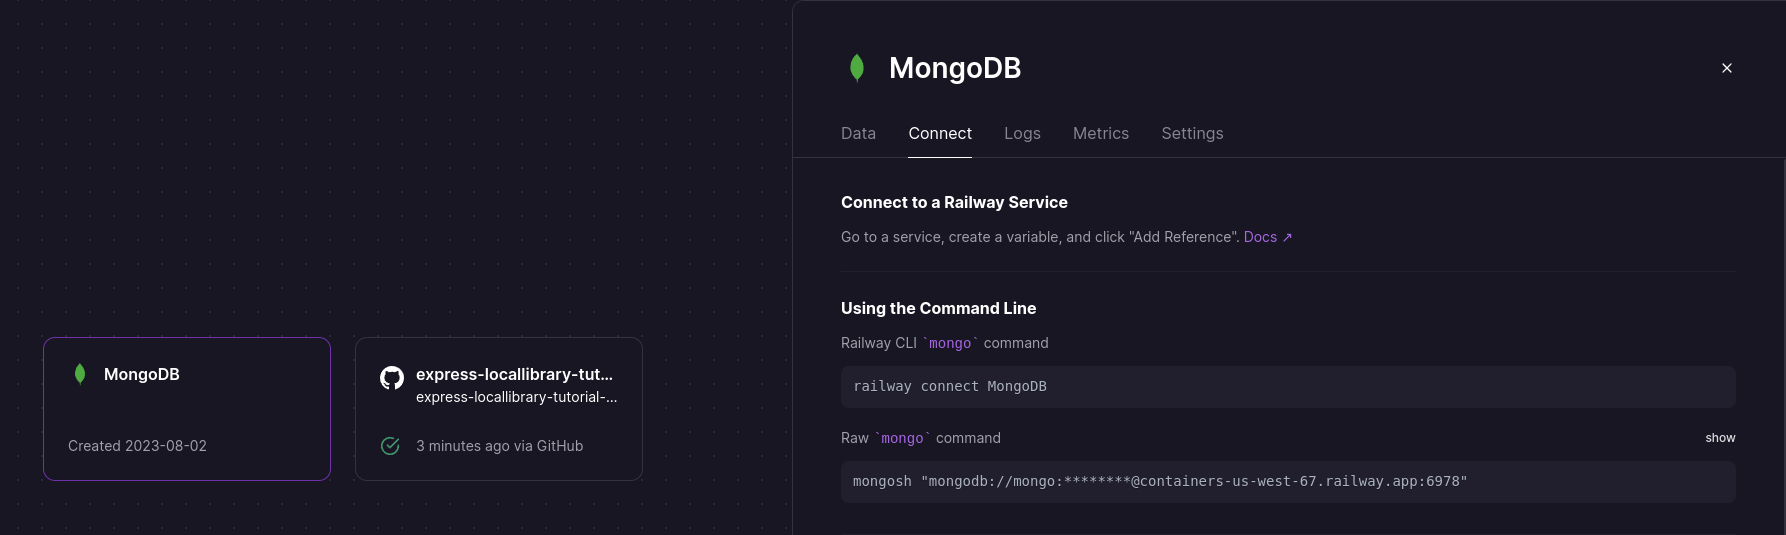 MongoDB
Created 2023-08-02
express-locallibrary-tut...
express-locallibrary-tutorial-...
3 minutes ago via GitHub
MongoDB
Data Connect Logs Metrics Settings
Connect to a Railway Service
Go to a service, create a variable, and click "Add Reference". Docs ↗
Using the Command Line
Railway CLI `mongo` command
railway connect MongoDB
Raw `mongo` command show
mongosh "mongodb://mongo:********@containers-us-west-67.railway.app:6978"